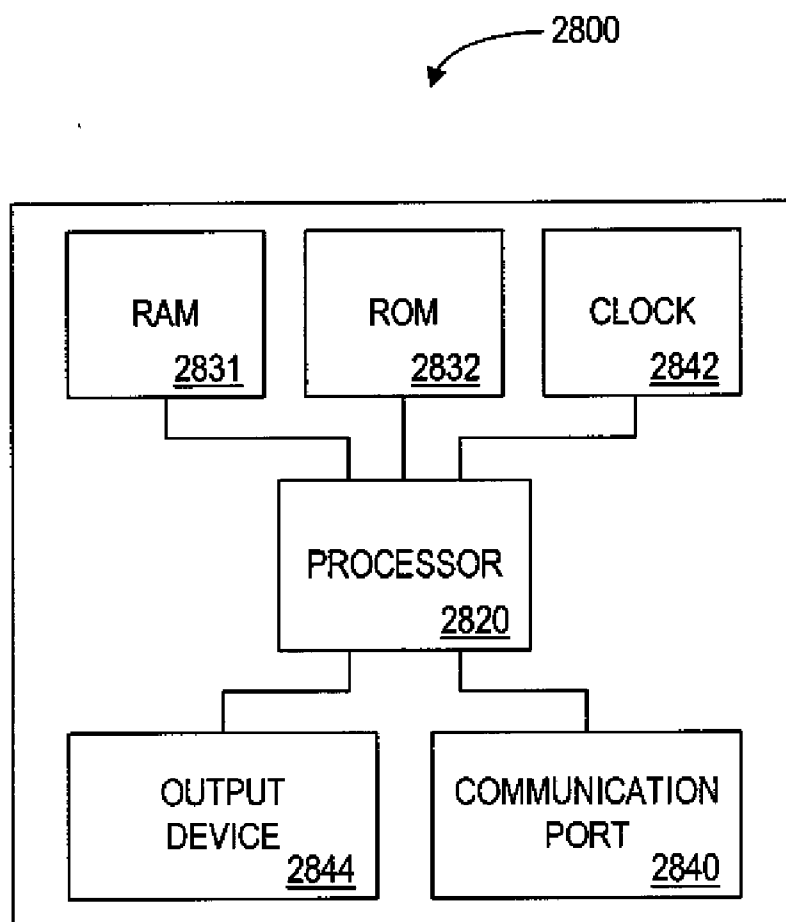 2800
RAM
2831
ROM
2832
CLOCK
2842
PROCESSOR
2820
OUTPUT
DEVICE
2844
COMMUNICATION
PORT
2840